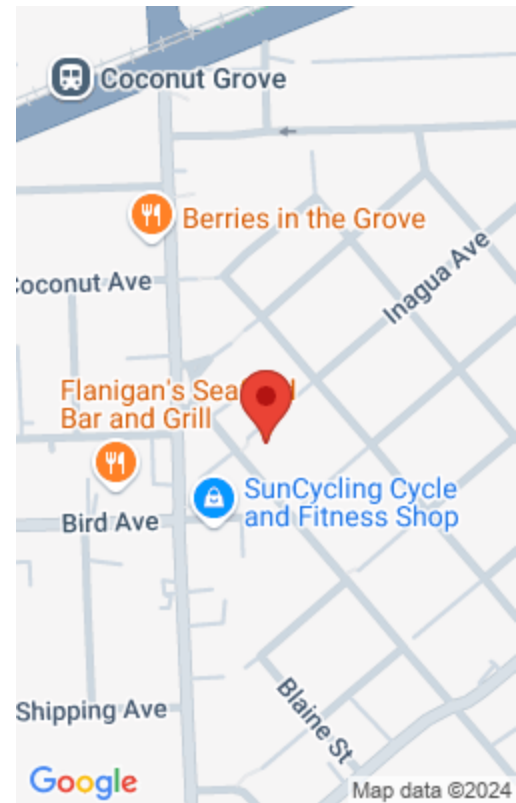 Coconut Grove
Berries in the Grove
oconut Ave
Inagua Ave
Flanigan's Sea d
Bar and Grill
SunCycling Cycle
and Fitness Shop
Bird Ave
Blaine St
Shipping Ave
Google
Map data ©2024